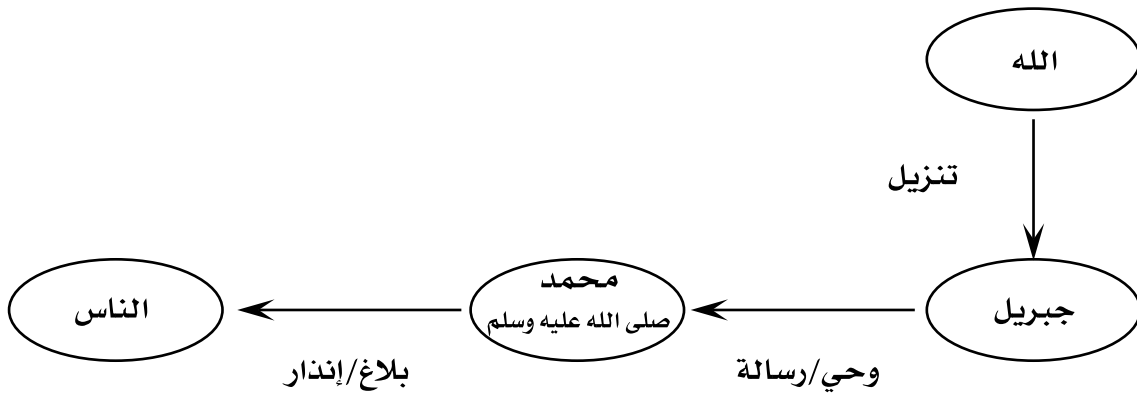 الله
تنزيل
جبريل
محمد
صلى الله عليه وسلم
الناس
وحي/رسالة
بلاغ/إنذار